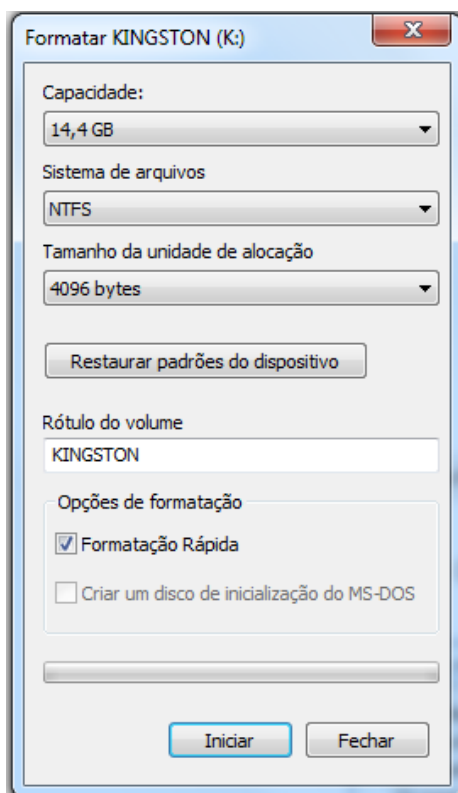 Formatar KINGSTON (K:)
Capacidade:
14,4 GB
Sistema de arquivos
NTFS
Tamanho da unidade de alocação
4096 bytes
Restaurar padrões do dispositivo
Rótulo do volume
KINGSTON
Opções de formatação
Formatação Rápida
Criar um disco de inicialização do MS-DOS
Iniciar Fechar